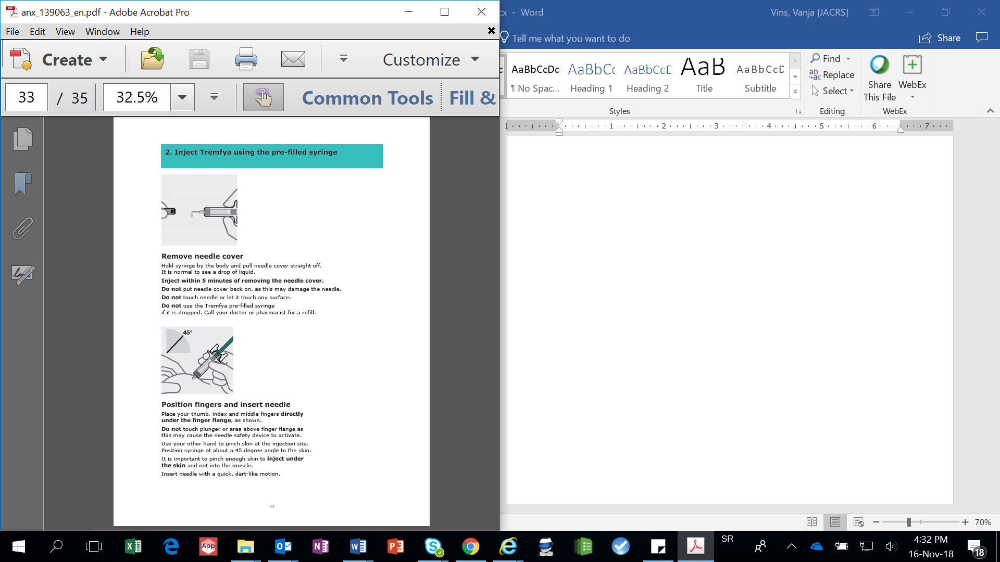 anx_139063_en.pdf - Adobe Acrobat Pro
File Edit View Window Help
Create
Customize
33 / 35 32.5% Common Tools Fill &
2. Inject Tremfya using the pre-filled syringe
Remove needle cover
Hold syringe by the body and pull needle cover straight off.
It is normal to see a drop of liquid.
Inject within 5 minutes of removing the needle cover.
Do not put needle cover back on, as this may damage the needle.
Do not touch needle or let it touch any surface.
Do not use the Tremfya pre-filled syringe
if it is dropped. Call your doctor or pharmacist for a refill.
45°
Position fingers and insert needle
Place your thumb, index and middle fingers directly
under the finger flange, as shown.
Do not touch plunger or area above finger flange as
this may cause the needle safety device to activate.
Use your other hand to pinch skin at the injection site.
Position syringe at about a 45 degree angle to the skin.
It is important to pinch enough skin to inject under
the skin and not into the muscle.
Insert needle with a quick, dart-like motion.
33
cx - Word
Vins, Vanja [JACRS]
Tell me what you want to do
Share
AaBbCcDc AaBbCc AaBbCcD AaB AaBbCcD
¶ No Spac... Heading 1 Heading 2 Title Subtitle
Styles
Find
Replace
Select
Editing
Share
This File
WebEx
WebEx
1 1 2 3 4 5 6 7
70%
App
SR
4:32 PM
16-Nov-18
18